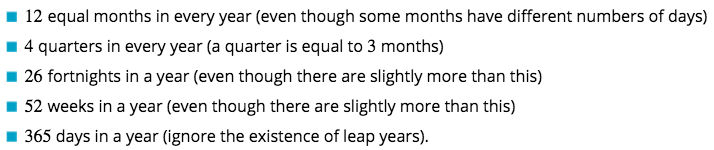 12 equal months in every year (even though some months have different numbers of days)
4 quarters in every year (a quarter is equal to 3 months)
26 fortnights in a year (even though there are slightly more than this)
52 weeks in a year (even though there are slightly more than this)
365 days in a year (ignore the existence of leap years).